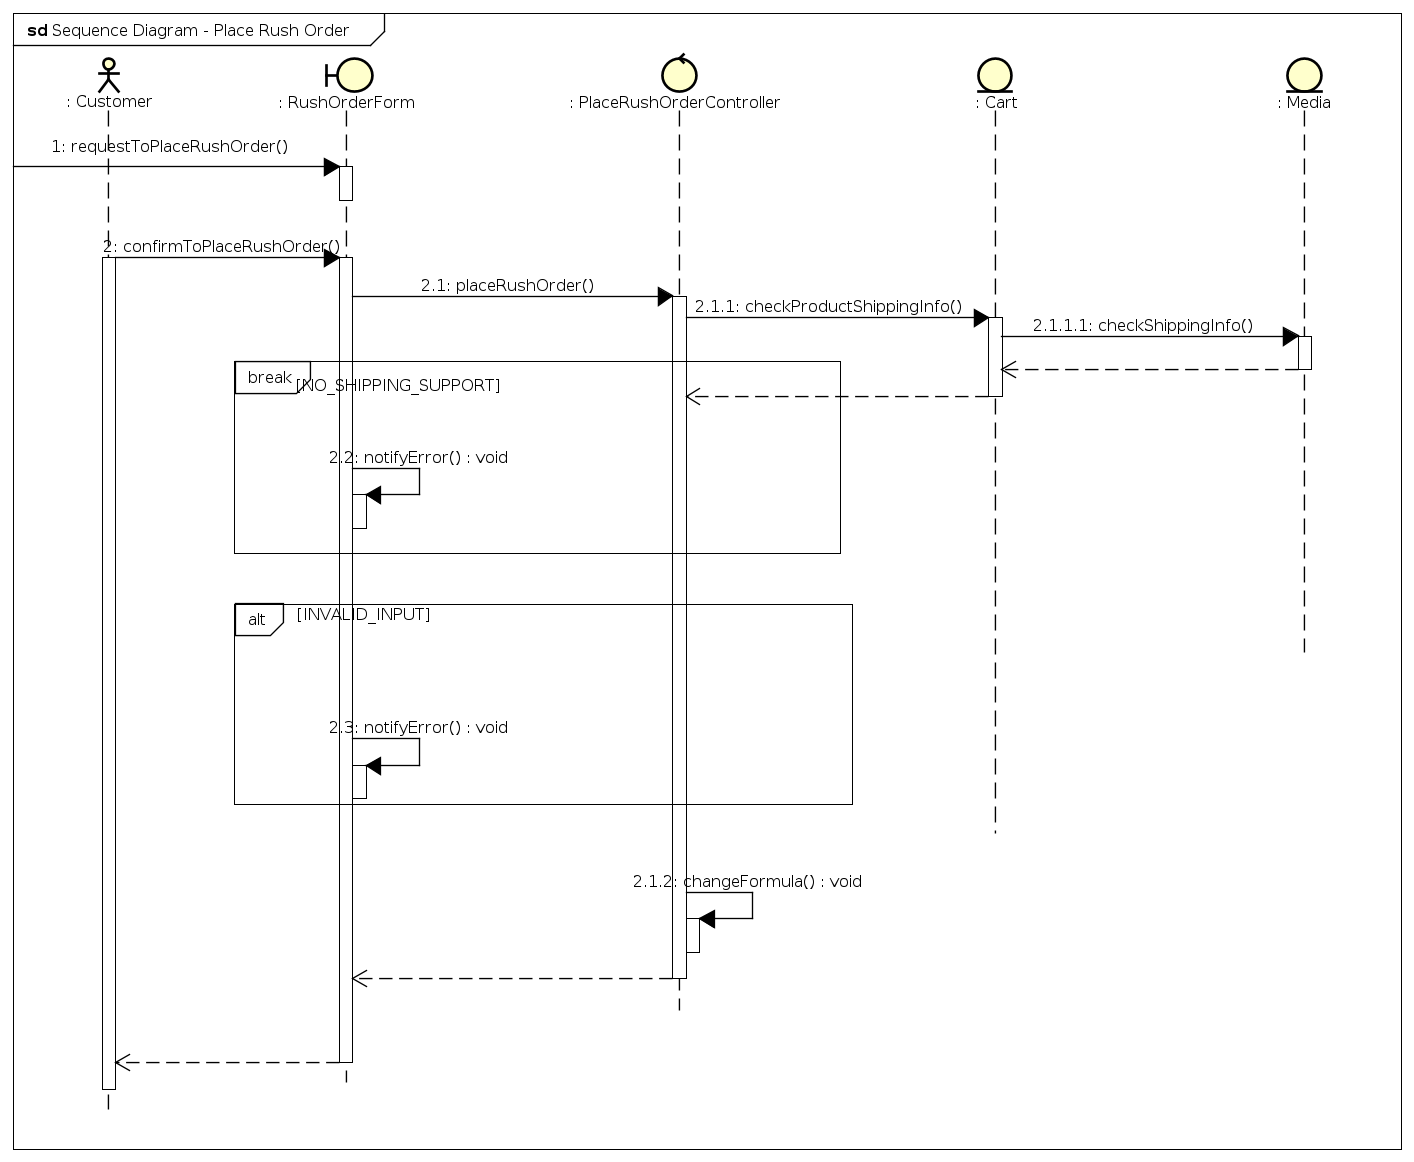 sd Sequence Diagram - Place Rush Order
: Customer
: RushOrderForm
: PlaceRushOrderController
: Cart
: Media
1: requestToPlaceRushOrder()
2: confirmToPlaceRushOrder()
2.1: placeRushOrder()
2.1.1: checkProductShippingInfo()
2.1.1.1: checkShippingInfo()
break
[NO_SHIPPING_SUPPORT]
2.2: notifyError() : void
alt
[INVALID_INPUT]
2.3: notifyError() : void
2.1.2: changeFormula() : void